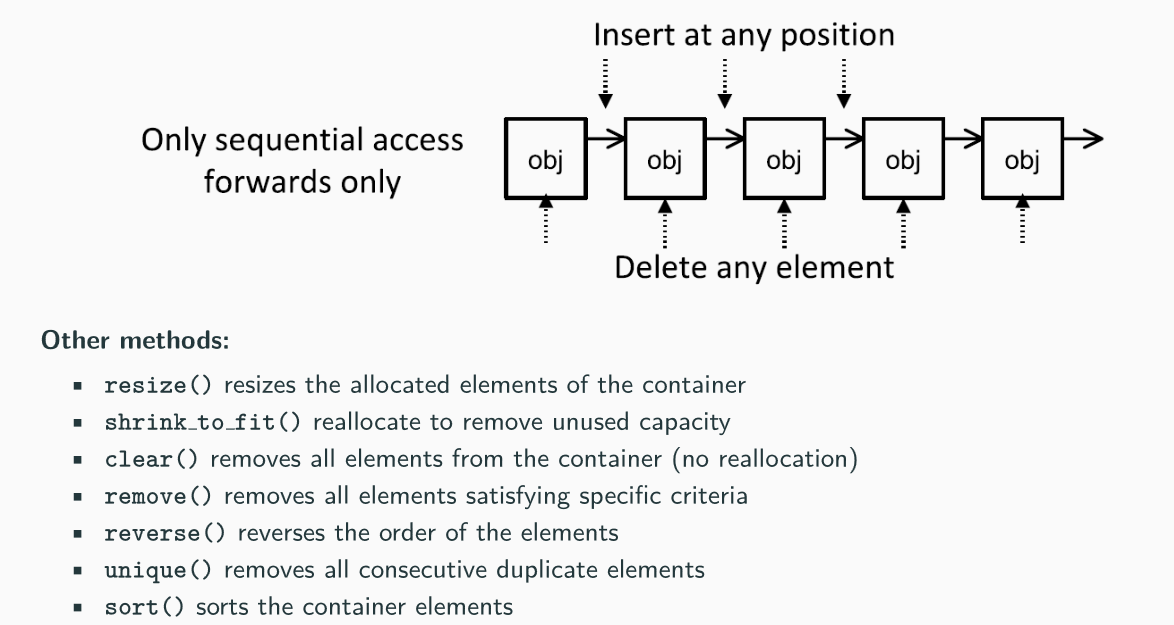 Insert at any position
Only sequential access
forwards only
obj
obj
obj
obj
obj
Delete any element
Other methods:
▪ resize() resizes the allocated elements of the container
▪ shrink_to_fit() reallocate to remove unused capacity
▪ clear() removes all elements from the container (no reallocation)
▪ remove() removes all elements satisfying specific criteria
▪ reverse() reverses the order of the elements
▪ unique() removes all consecutive duplicate elements
▪ sort() sorts the container elements